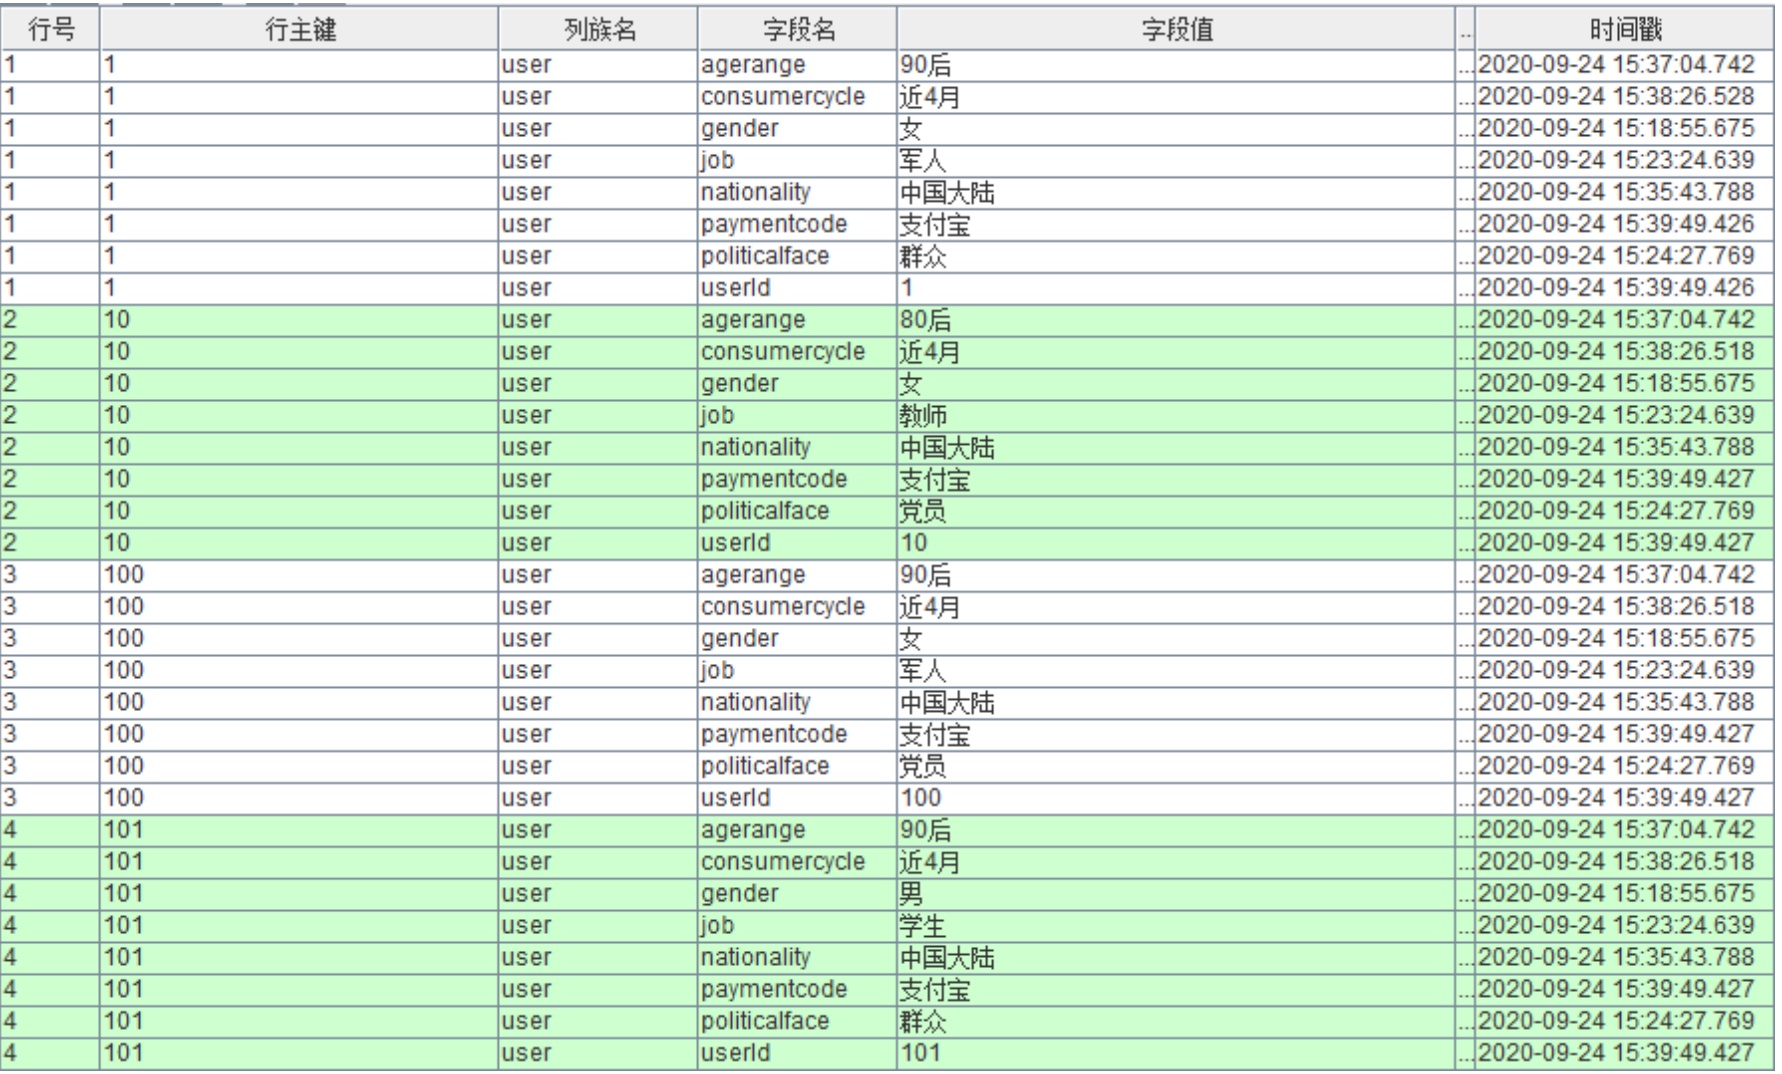 行号 行主键 列族名 字段名 字段值 ... 时间戳
1 1 user agerange 90后 ... 2020-09-24 15:37:04.742
1 1 user consumercycle 近4月 ... 2020-09-24 15:38:26.528
1 1 user gender 女 ... 2020-09-24 15:18:55.675
1 1 user job 军人 ... 2020-09-24 15:23:24.639
1 1 user nationality 中国大陆 ... 2020-09-24 15:35:43.788
1 1 user paymentcode 支付宝 ... 2020-09-24 15:39:49.426
1 1 user politicalface 群众 ... 2020-09-24 15:24:27.769
1 1 user userId 1 ... 2020-09-24 15:39:49.426
2 10 user agerange 80后 ... 2020-09-24 15:37:04.742
2 10 user consumercycle 近4月 ... 2020-09-24 15:38:26.518
2 10 user gender 女 ... 2020-09-24 15:18:55.675
2 10 user job 教师 ... 2020-09-24 15:23:24.639
2 10 user nationality 中国大陆 ... 2020-09-24 15:35:43.788
2 10 user paymentcode 支付宝 ... 2020-09-24 15:39:49.427
2 10 user politicalface 党员 ... 2020-09-24 15:24:27.769
2 10 user userId 10 ... 2020-09-24 15:39:49.427
3 100 user agerange 90后 ... 2020-09-24 15:37:04.742
3 100 user consumercycle 近4月 ... 2020-09-24 15:38:26.518
3 100 user gender 女 ... 2020-09-24 15:18:55.675
3 100 user job 军人 ... 2020-09-24 15:23:24.639
3 100 user nationality 中国大陆 ... 2020-09-24 15:35:43.788
3 100 user paymentcode 支付宝 ... 2020-09-24 15:39:49.427
3 100 user politicalface 党员 ... 2020-09-24 15:24:27.769
3 100 user userId 100 ... 2020-09-24 15:39:49.427
4 101 user agerange 90后 ... 2020-09-24 15:37:04.742
4 101 user consumercycle 近4月 ... 2020-09-24 15:38:26.518
4 101 user gender 男 ... 2020-09-24 15:18:55.675
4 101 user job 学生 ... 2020-09-24 15:23:24.639
4 101 user nationality 中国大陆 ... 2020-09-24 15:35:43.788
4 101 user paymentcode 支付宝 ... 2020-09-24 15:39:49.427
4 101 user politicalface 群众 ... 2020-09-24 15:24:27.769
4 101 user userId 101 ... 2020-09-24 15:39:49.427